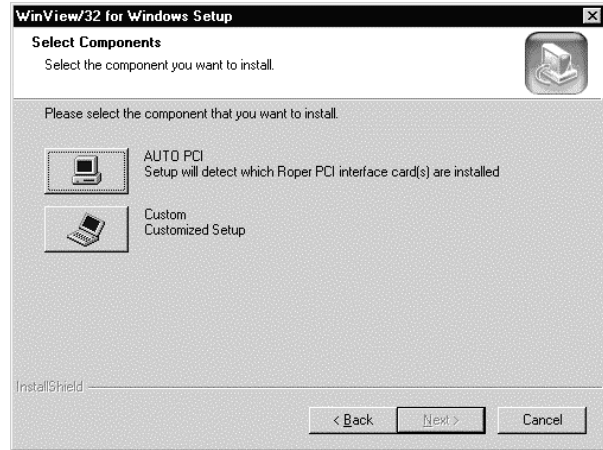 WinView/32 for Windows Setup
Select Components
Select the component you want to install.
Please select the component that you want to install.
AUTO PCI
Setup will detect which Roper PCI interface card(s) are installed
Custom
Customized Setup
InstallShield
< Back Next > Cancel